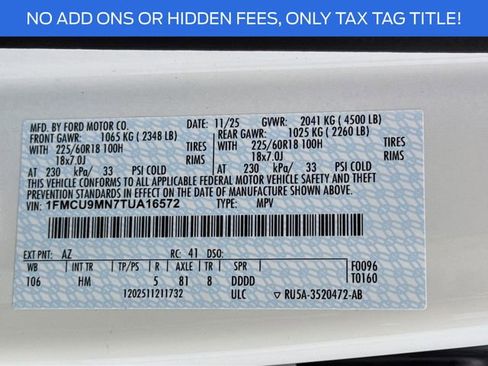 NO ADD ONS OR HIDDEN FEES, ONLY TAX TAG TITLE!
MFD. BY FORD MOTOR CO. 11/25 GVWR: 2041 KG ( 4500 LB)
FRONT GAWR: 1065 KG ( 2348 LB) REAR GAWR: 1025 KG ( 2260 LB)
WITH 225/60R18 100H TIRES WITH 225/60R18 100H TIRES
18x7.0J RIMS 18x7.0J RIMS
AT 230 kPa/ 33 PSI COLD AT 230 kPa/ 33 PSI COLD
THIS VEHICLE CONFORMS TO ALL APPLICABLE FEDERAL MOTOR VEHICLE SAFETY AND THEFT
PREVENTION STANDARDS IN EFFECT ON THE DATE OF MANUFACTURE SHOWN ABOVE.
VIN: 1FMCU9MN7TUA16572 TYPE: MPV
EXT PNT: AZ RC: 41 DSO:
WB INT TR TP/PS R AXLE TR SPR F0096
106 HM 5 81 8 DDDD T0160
1202511211732 ULC RU5A-3520472-AB